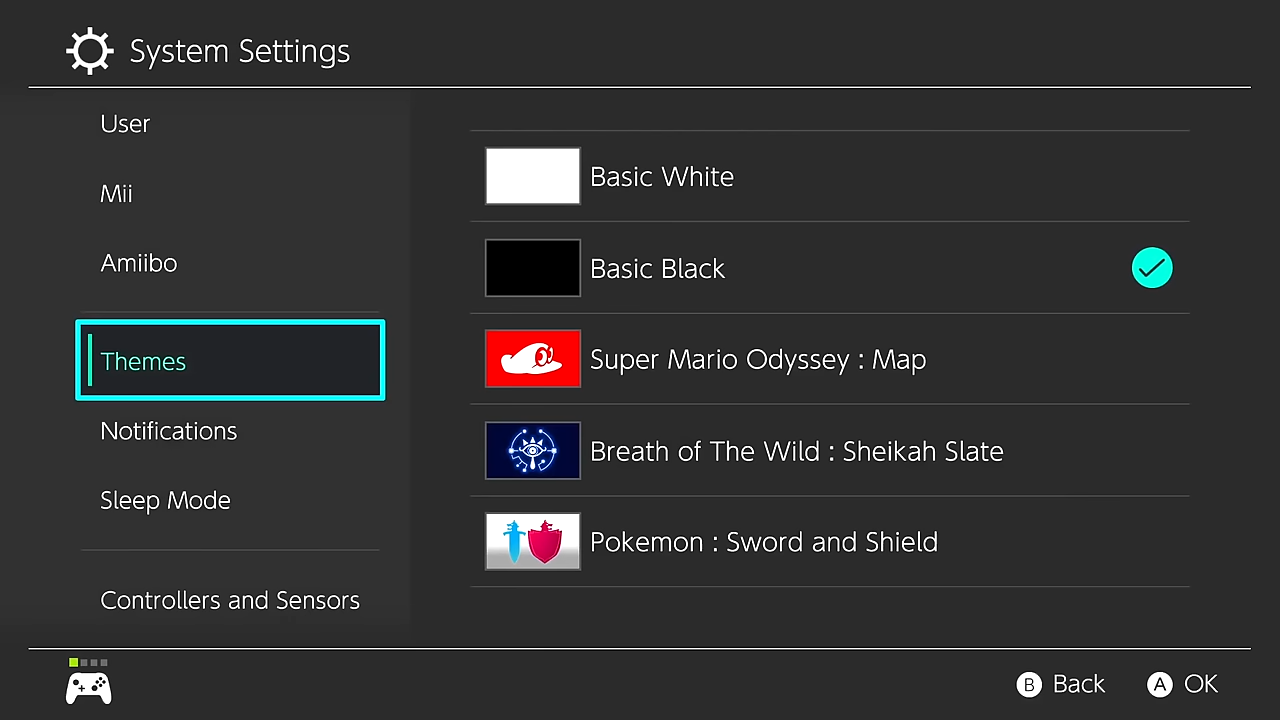 System Settings
User
Mii
Amiibo
Themes
Notifications
Sleep Mode
Controllers and Sensors
Basic White
Basic Black
Super Mario Odyssey : Map
Breath of The Wild : Sheikah Slate
Pokemon : Sword and Shield
B Back
A OK